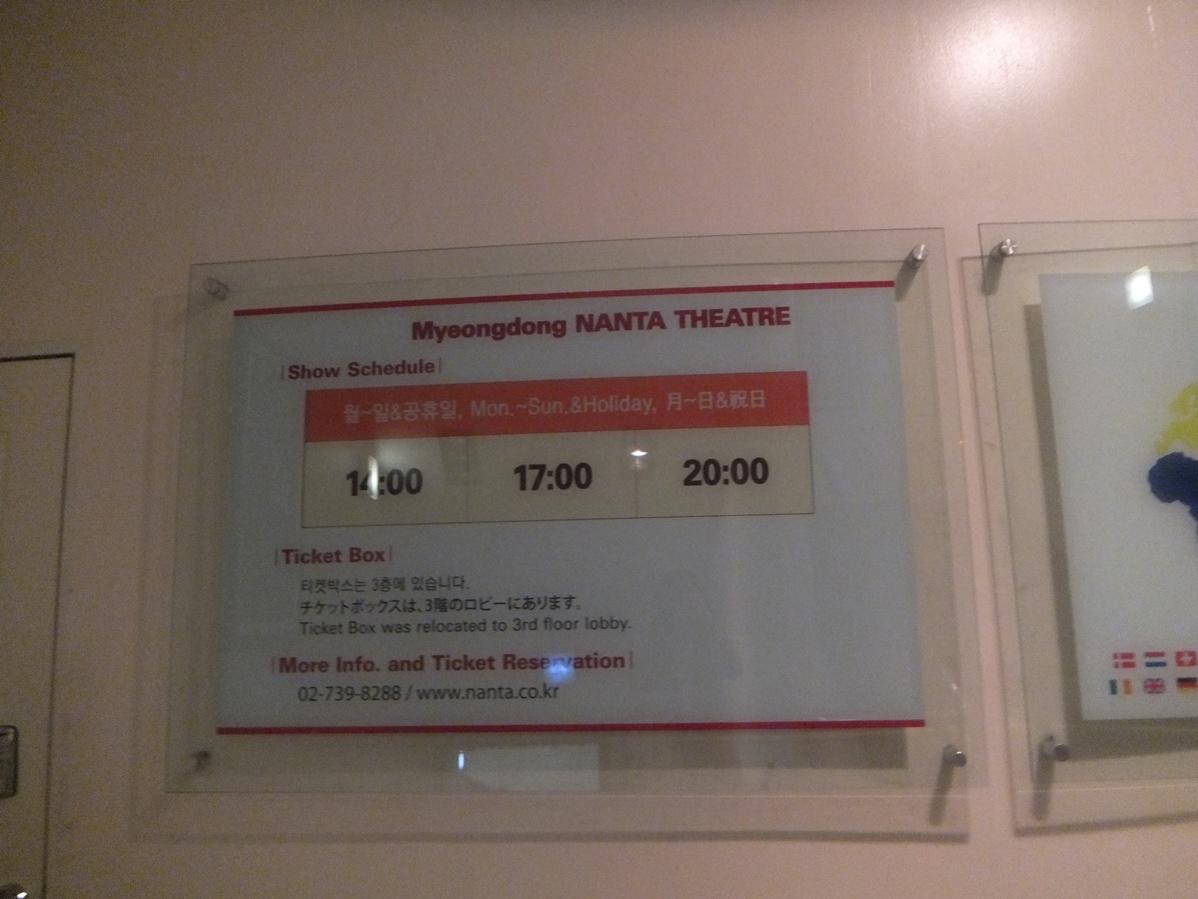 Myeongdong NANTA THEATRE
|Show Schedule|
월~일&공휴일, Mon.~Sun.&Holiday, 月~日&祝日
14:00 17:00 20:00
|Ticket Box|
티켓박스는 3층에 있습니다.
チケットボックスは、3階のロビーにあります。
Ticket Box was relocated to 3rd floor lobby.
|More Info. and Ticket Reservation|
02-739-8288 / www.nanta.co.kr